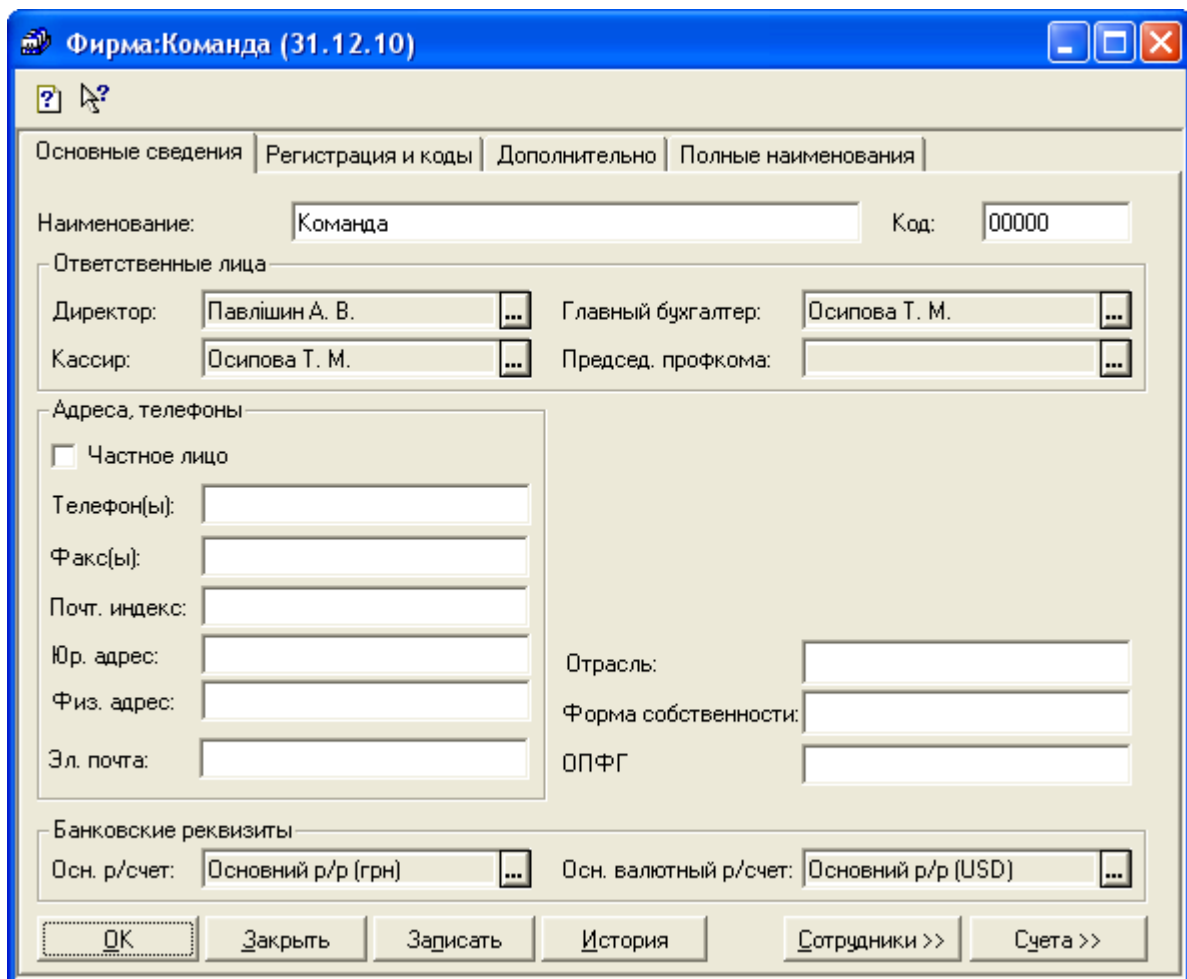 Фирма:Команда (31.12.10)
Основные сведения Регистрация и коды Дополнительно Полные наименования
Наименование: Команда Код: 00000
Ответственные лица
Директор: Павлішин А. В. ... Главный бухгалтер: Осипова Т. М. ...
Кассир: Осипова Т. М. ... Председ. профкома: ...
Адреса, телефоны
Частное лицо
Телефон(ы):
Факс(ы):
Почт. индекс:
Юр. адрес: Отрасль:
Физ. адрес: Форма собственности:
Эл. почта: ОПФГ
Банковские реквизиты
Осн. р/счет: Основний р/р (грн) ... Осн. валютный р/счет: Основний р/р (USD) ...
OK Закрыть Записать История Сотрудники >> Счета >>